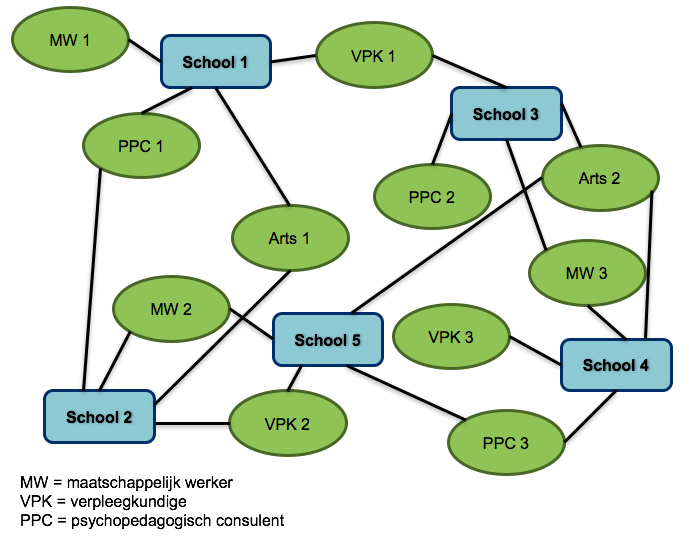 MW 1
School 1
VPK 1
School 3
PPC 1
Arts 2
PPC 2
Arts 1
MW 3
MW 2
School 5
VPK 3
School 4
School 2
VPK 2
PPC 3
MW = maatschappelijk werker
VPK = verpleegkundige
PPC = psychopedagogisch consulent